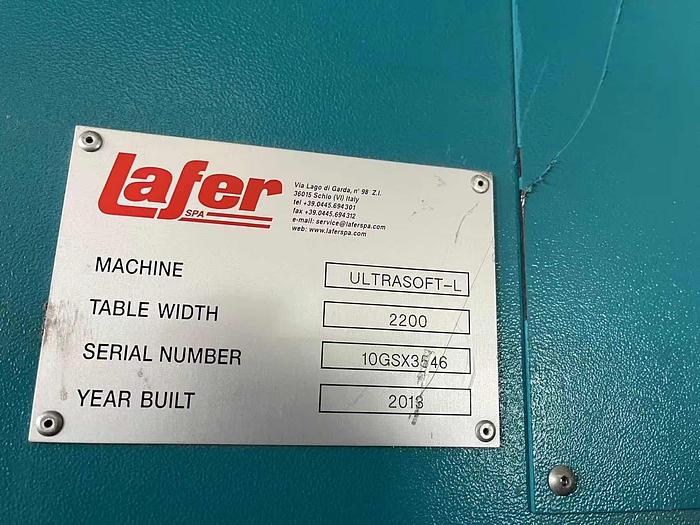 Lafer
SPA
Via Lago di Garda, n° 98 Z.I.
36015 Schio (VI) Italy
tel +39.0445.694301
fax +39.0445.694312
e-mail: service@laferspa.com
web: www.laferspa.com
MACHINE ULTRASOFT-L
TABLE WIDTH 2200
SERIAL NUMBER 10GSX3546
YEAR BUILT 2013